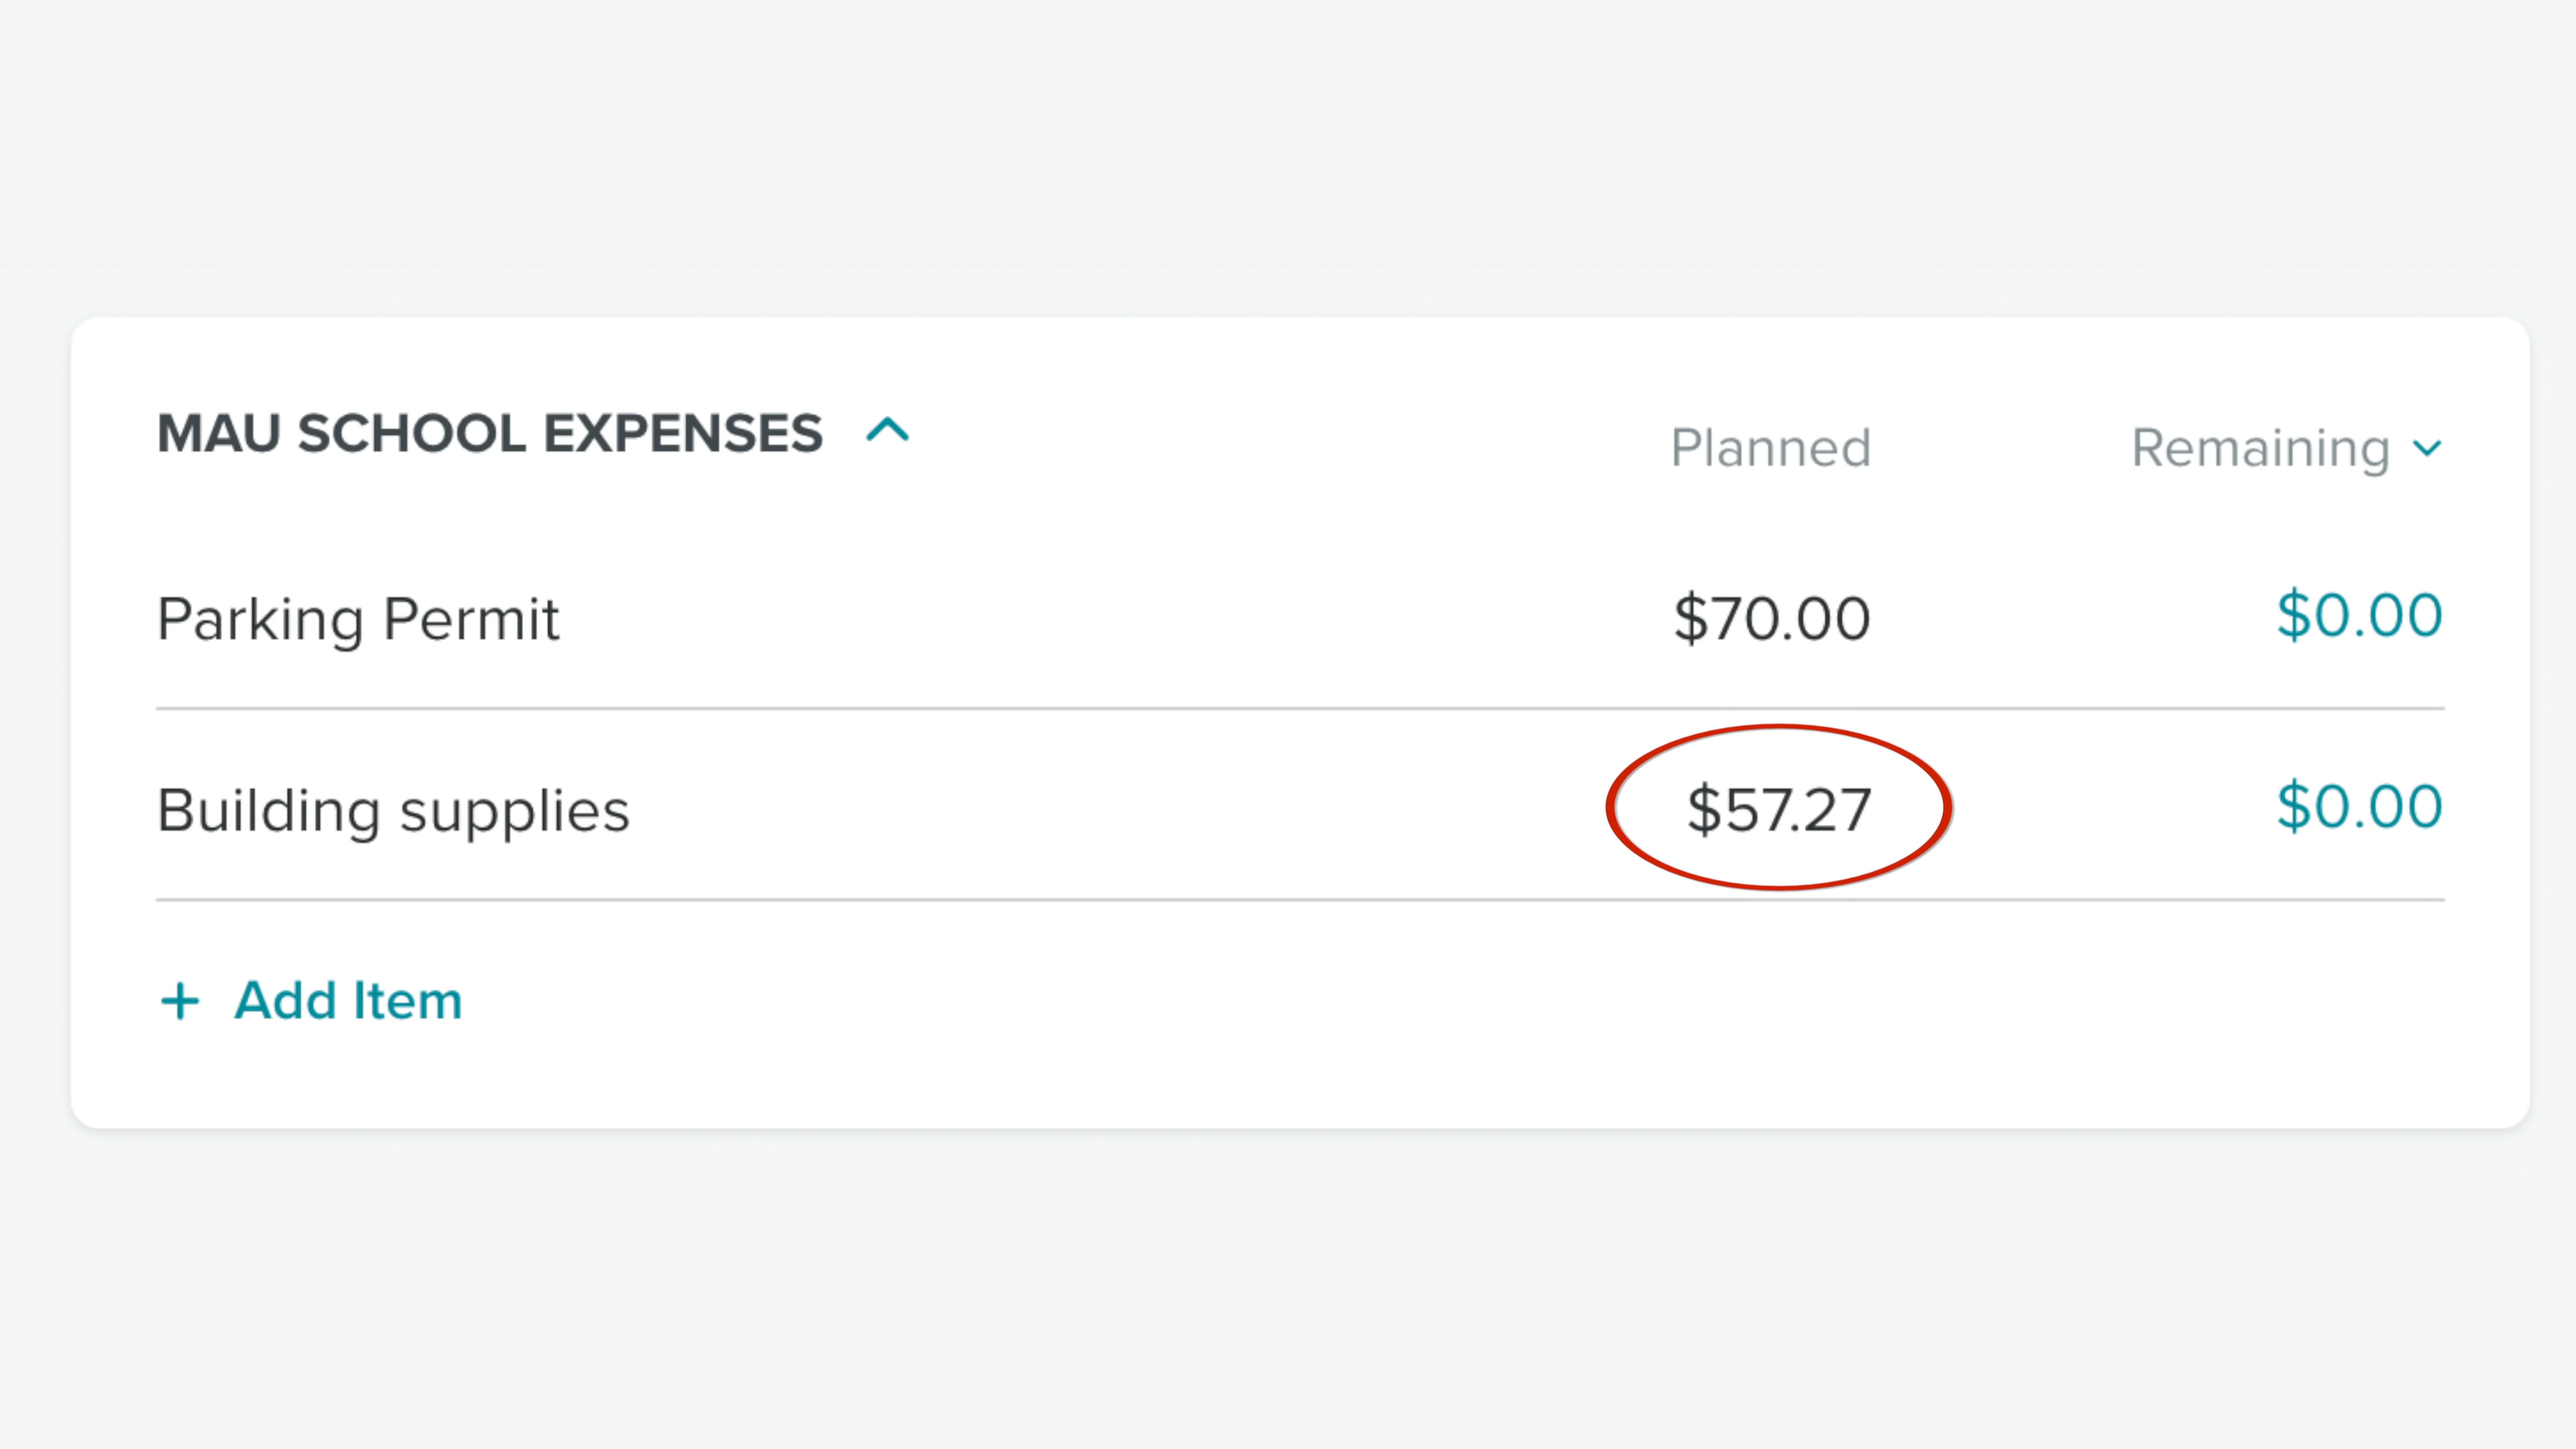 MAU SCHOOL EXPENSES Planned Remaining
Parking Permit $70.00 $0.00
Building supplies $57.27 $0.00
+ Add Item